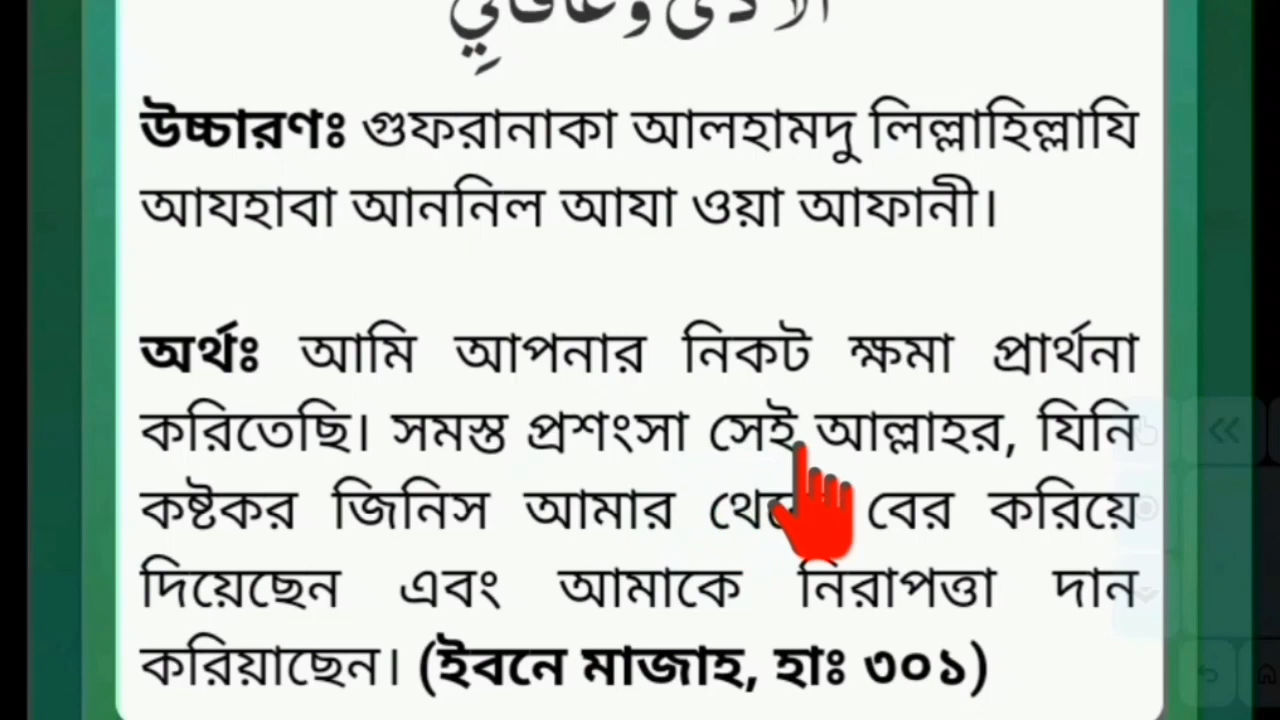 উচ্চারণঃ গুফরানাকা আলহামদু লিল্লাহিল্লাযি
আযহাবা আননিল আযা ওয়া আফানী।
অর্থঃ আমি আপনার নিকট ক্ষমা প্রার্থনা
করিতেছি। সমস্ত প্রশংসা সেই আল্লাহর, যিনি
কষ্টকর জিনিস আমার বের করিয়ে
দিয়েছেন এবং আমাকে নিরাপত্তা দান
করিয়াছেন। (ইবনে মাজাহ, হাঃ ৩০১)